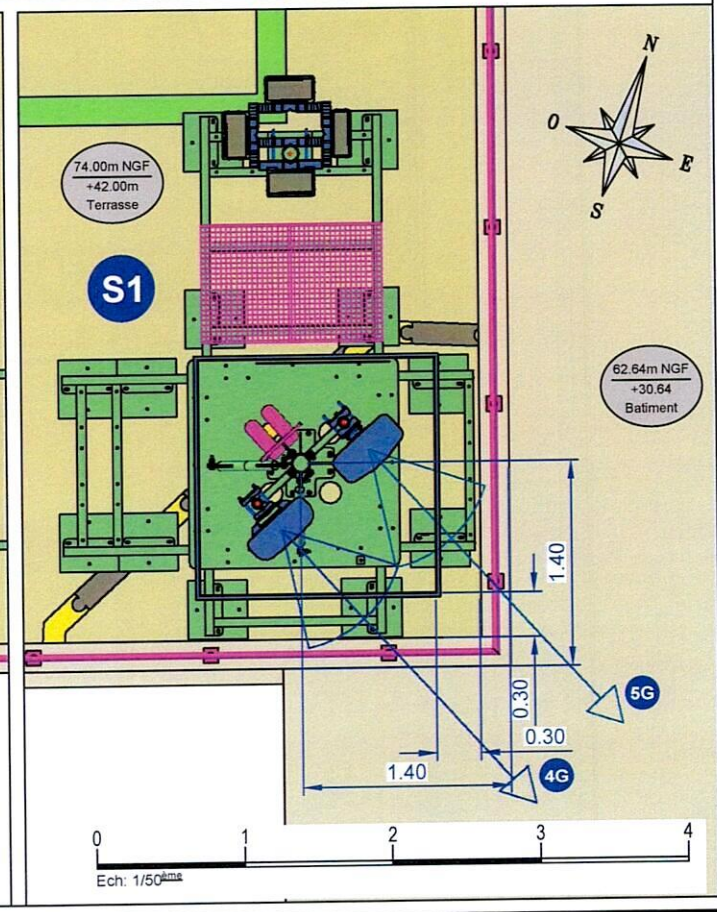 N
O
E
S
74.00m NGF
+42.00m
Terrasse
S1
62.64m NGF
+30.64
Batiment
1.40
0.30
0.30
1.40
5G
4G
0 1 2 3 4
Ech: 1/50ème